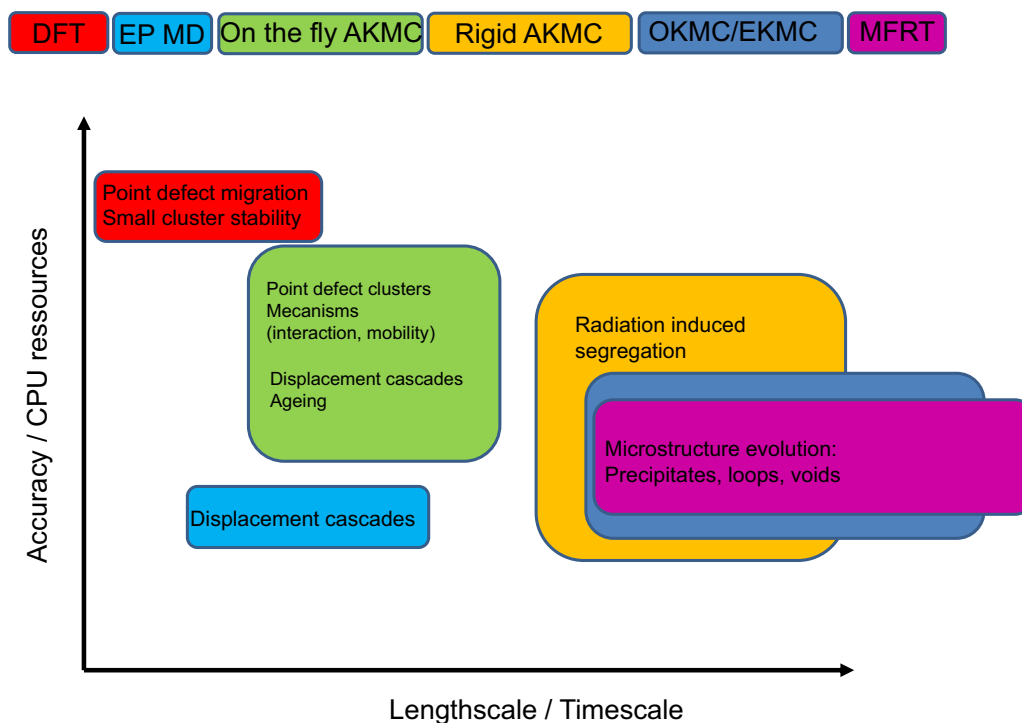 DFT
EP MD
On the fly AKMC
Rigid AKMC
OKMC/EKMC
MFRT
Accuracy / CPU ressources
Point defect migration
Small cluster stability
Point defect clusters
Mecanisms
(interaction, mobility)
Displacement cascades
Ageing
Radiation induced
segregation
Microstructure evolution:
Precipitates, loops, voids
Displacement cascades
Lengthscale / Timescale